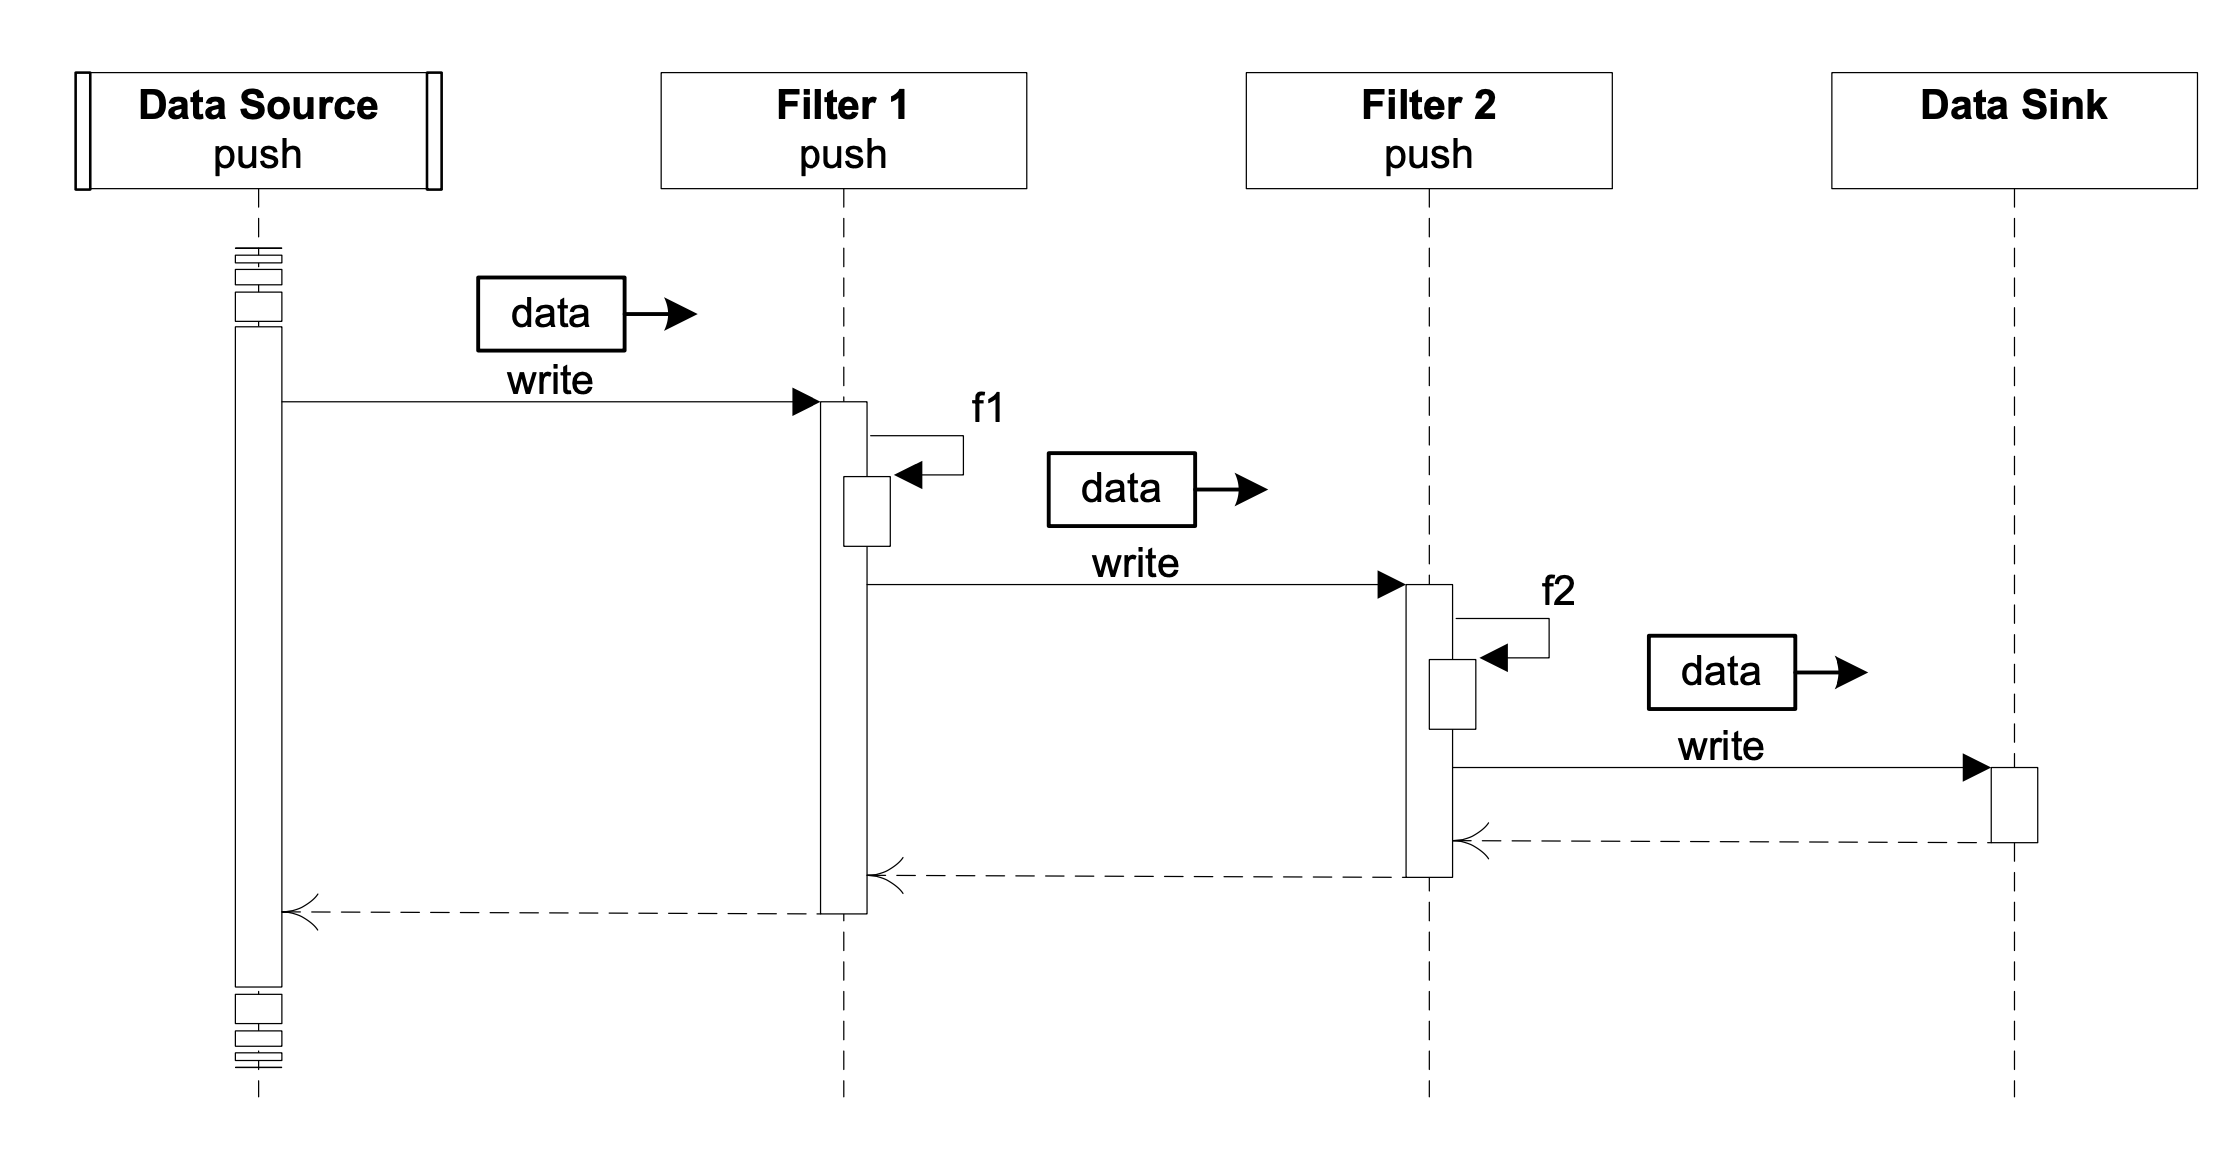 Data Source
push
Filter 1
push
Filter 2
push
Data Sink
data
write
f1
data
write
f2
data
write